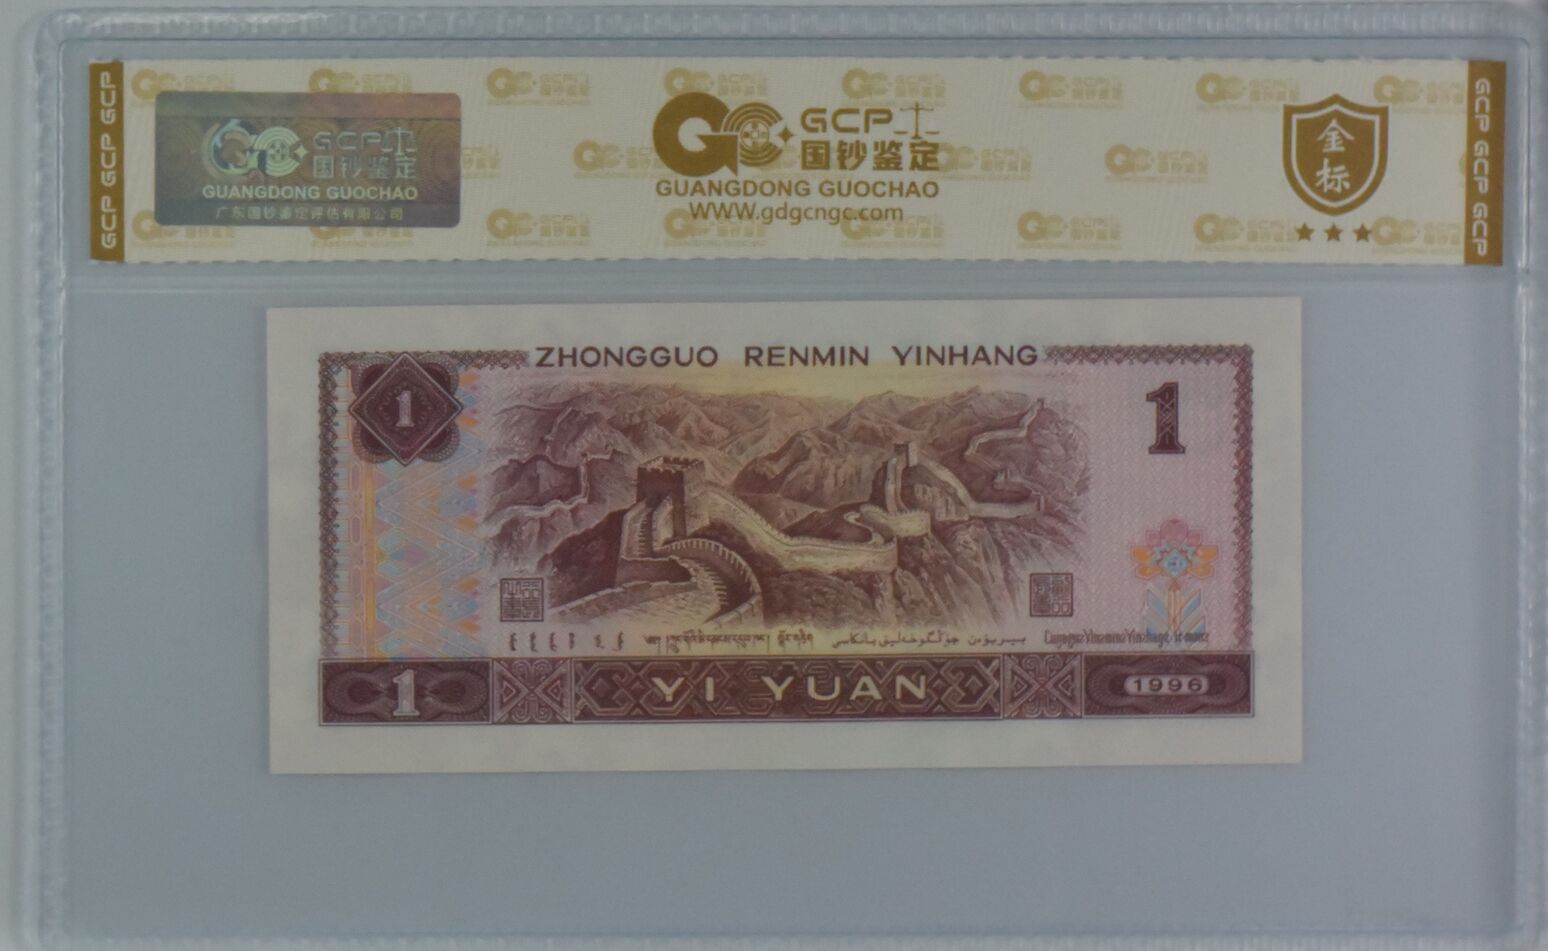 GCP GCP GCP
GCP
国钞鉴定
GUANGDONG GUOCHAO
广东国钞鉴定评估有限公司
GCP
国钞鉴定
GUANGDONG GUOCHAO
WWW.gdgcngc.com
金
标
GCP GCP GCP
ZHONGGUO RENMIN YINHANG
1
1
1
YI YUAN
1996